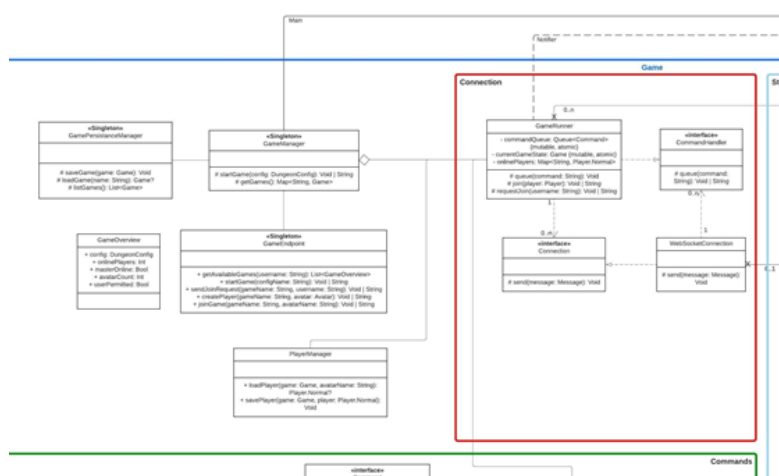 Main
Notifier
Game
Connection
St
0..n
«Singleton»
GamePersistanceManager
# saveGame(game: Game): Void
# loadGame(name: String): Game?
# listGames(): List<Game>
«Singleton»
GameManager
# startGame(config: DungeonConfig): Void | String
# getGames(): Map<String, Game>
GameRunner
- commandQueue: Queue<Command>
{mutable, atomic}
- currentGameState: Game {mutable, atomic}
- onlinePlayers: Map<String, Player.Normal>
# queue(command: String): Void
# join(player: Player): Void | String
# requestJoin(username: String): Void | String
«interface»
CommandHandler
# queue(command:
String): Void | String
0..n
1
1
0..n
GameOverview
+ config: DungeonConfig
+ onlinePlayers: Int
+ masterOnline: Bool
+ avatarCount: Int
+ userPermitted: Bool
«Singleton»
GameEndpoint
+ getAvailableGames(username: String): List<GameOverview>
+ startGame(configName: String): Void | String
+ sendJoinRequest(gameName: String, username: String): Void | String
+ createPlayer(gameName: String, avatar: Avatar): Void | String
+ joinGame(gameName: String, avatarName: String): Void | String
«interface»
Connection
# send(message: Message): Void
WebSocketConnection
# send(message: Message):
Void
0..1
PlayerManager
+ loadPlayer(game: Game, avatarName: String):
Player.Normal?
+ savePlayer(game: Game, player: Player.Normal):
Void
Commands
«interface»